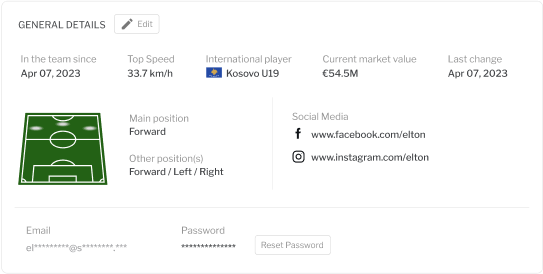 GENERAL DETAILS Edit
In the team since Top Speed International player Current market value Last change
Apr 07, 2023 33.7 km/h Kosovo U19 €54.5M Apr 07, 2023
Main position
Forward
Other position(s)
Forward / Left / Right
Social Media
www.facebook.com/elton
www.instagram.com/elton
Email Password
el*********@s********.*** ************** Reset Password